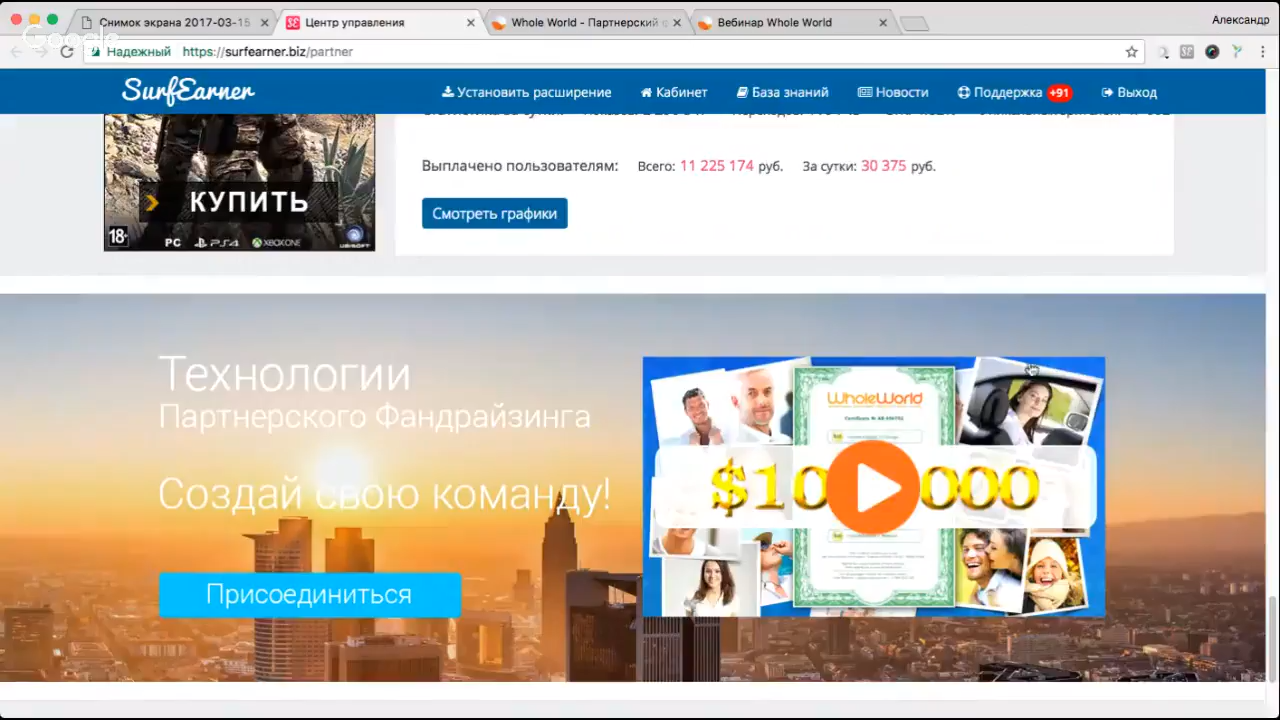 Снимок экрана 2017-03-15
Центр управления
Whole World - Партнерский
Вебинар Whole World
Александр
Google
Надежный
https://surfearner.biz/partner
SurfEarner
Установить расширение
Кабинет
База знаний
Новости
Поддержка +91
Выход
Выплачено пользователям: Всего: 11 225 174 руб. За сутки: 30 375 руб.
КУПИТЬ
Смотреть графики
18+
PC PS4 XBOX ONE UBISOFT
Технологии
Партнерского Фандрайзинга
Создай свою команду!
Присоединиться
WholeWorld
$10 000